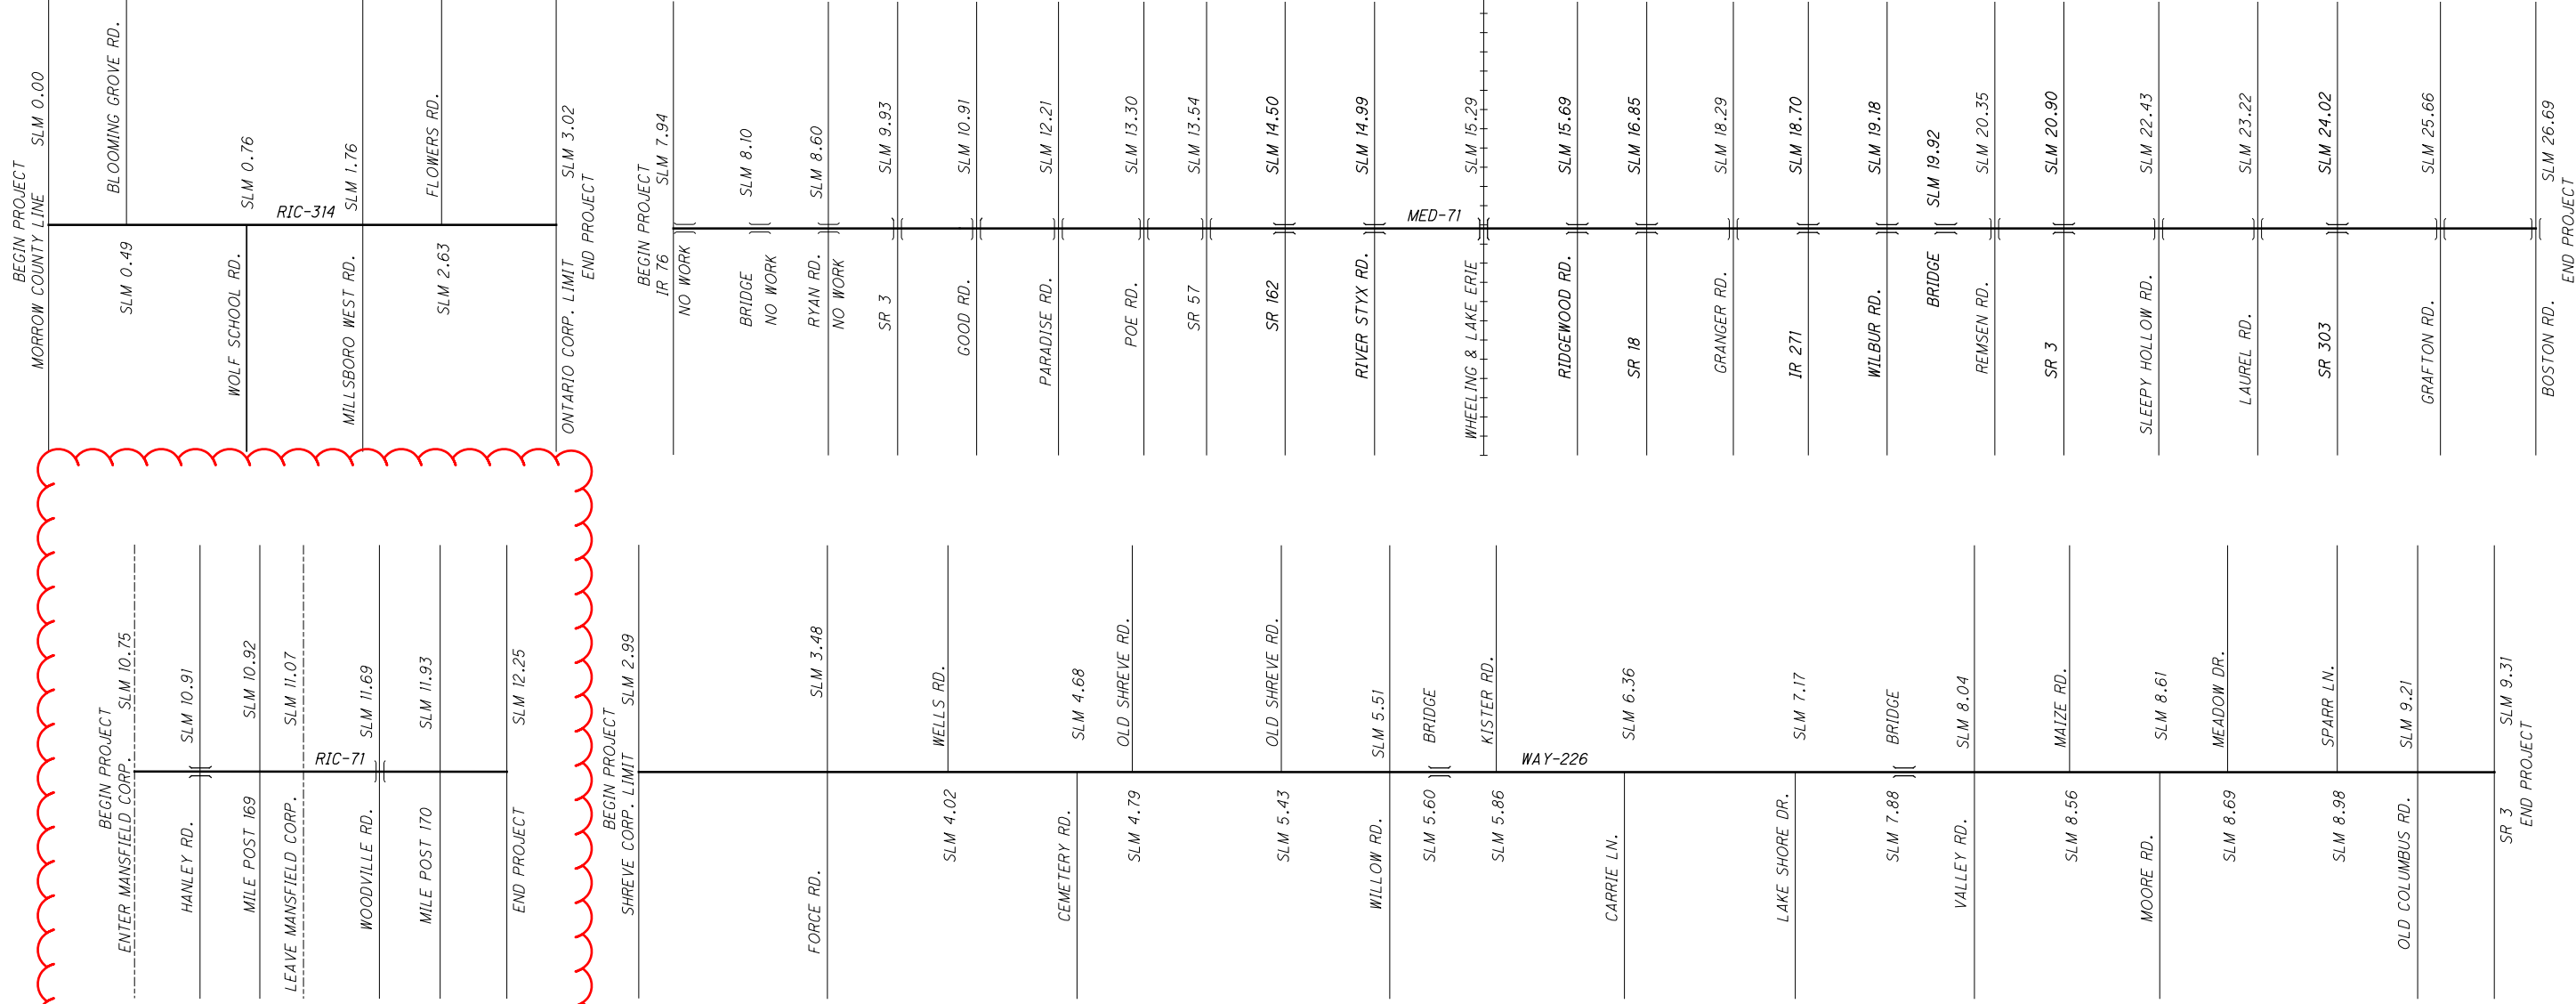 BEGIN PROJECT
MORROW COUNTY LINE SLM 0.00
BLOOMING GROVE RD.
SLM 0.49
WOLF SCHOOL RD.
SLM 0.76
RIC-314
MILLSBORO WEST RD.
SLM 1.76
FLOWERS RD.
SLM 2.63
ONTARIO CORP. LIMIT SLM 3.02
END PROJECT
BEGIN PROJECT
IR 76 SLM 7.94
NO WORK
BRIDGE SLM 8.10
NO WORK
RYAN RD. SLM 8.60
NO WORK
SR 3 SLM 9.93
GOOD RD. SLM 10.91
PARADISE RD. SLM 12.21
POE RD. SLM 13.30
SR 57 SLM 13.54
SR 162 SLM 14.50
RIVER STYX RD. SLM 14.99
MED-71
WHEELING & LAKE ERIE SLM 15.29
RIDGEWOOD RD. SLM 15.69
SR 18 SLM 16.85
GRANGER RD. SLM 18.29
IR 271 SLM 18.70
WILBUR RD. SLM 19.18
BRIDGE SLM 19.92
REMSEN RD. SLM 20.35
SR 3 SLM 20.90
SLEEPY HOLLOW RD. SLM 22.43
LAUREL RD. SLM 23.22
SR 303 SLM 24.02
GRAFTON RD. SLM 25.66
BOSTON RD. SLM 26.69
END PROJECT
BEGIN PROJECT
ENTER MANSFIELD CORP. SLM 10.75
HANLEY RD. SLM 10.91
MILE POST 169 SLM 10.92
LEAVE MANSFIELD CORP. SLM 11.07
RIC-71
WOODVILLE RD. SLM 11.69
MILE POST 170 SLM 11.93
END PROJECT SLM 12.25
BEGIN PROJECT
SHREVE CORP. LIMIT SLM 2.99
FORCE RD. SLM 3.48
WELLS RD.
SLM 4.02
CEMETERY RD. SLM 4.68
OLD SHREVE RD.
SLM 4.79
OLD SHREVE RD.
SLM 5.43
WILLOW RD. SLM 5.51
BRIDGE
SLM 5.60
KISTER RD.
SLM 5.86
WAY-226
CARRIE LN. SLM 6.36
LAKE SHORE DR. SLM 7.17
BRIDGE
SLM 7.88
VALLEY RD. SLM 8.04
MAIZE RD.
SLM 8.56
MOORE RD. SLM 8.61
MEADOW DR.
SLM 8.69
SPARR LN.
SLM 8.98
OLD COLUMBUS RD. SLM 9.21
SR 3 SLM 9.31
END PROJECT